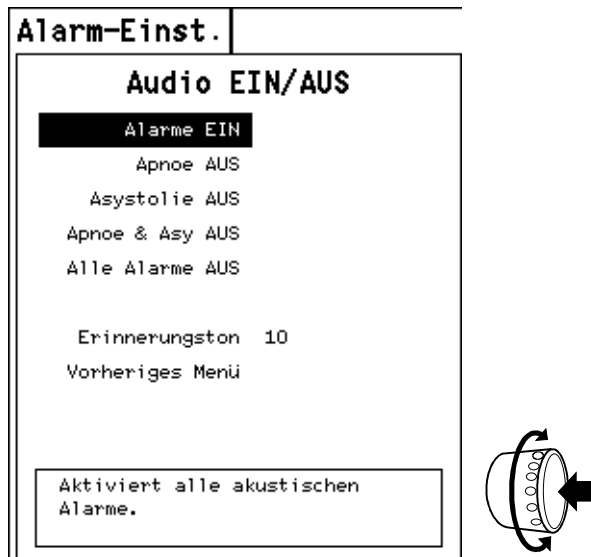 Alarm-Einst.
Audio EIN/AUS
Alarme EIN
Apnoe AUS
Asystolie AUS
Apnoe & Asy AUS
Alle Alarme AUS
Erinnerungston 10
Vorheriges Menü
Aktiviert alle akustischen
Alarme.